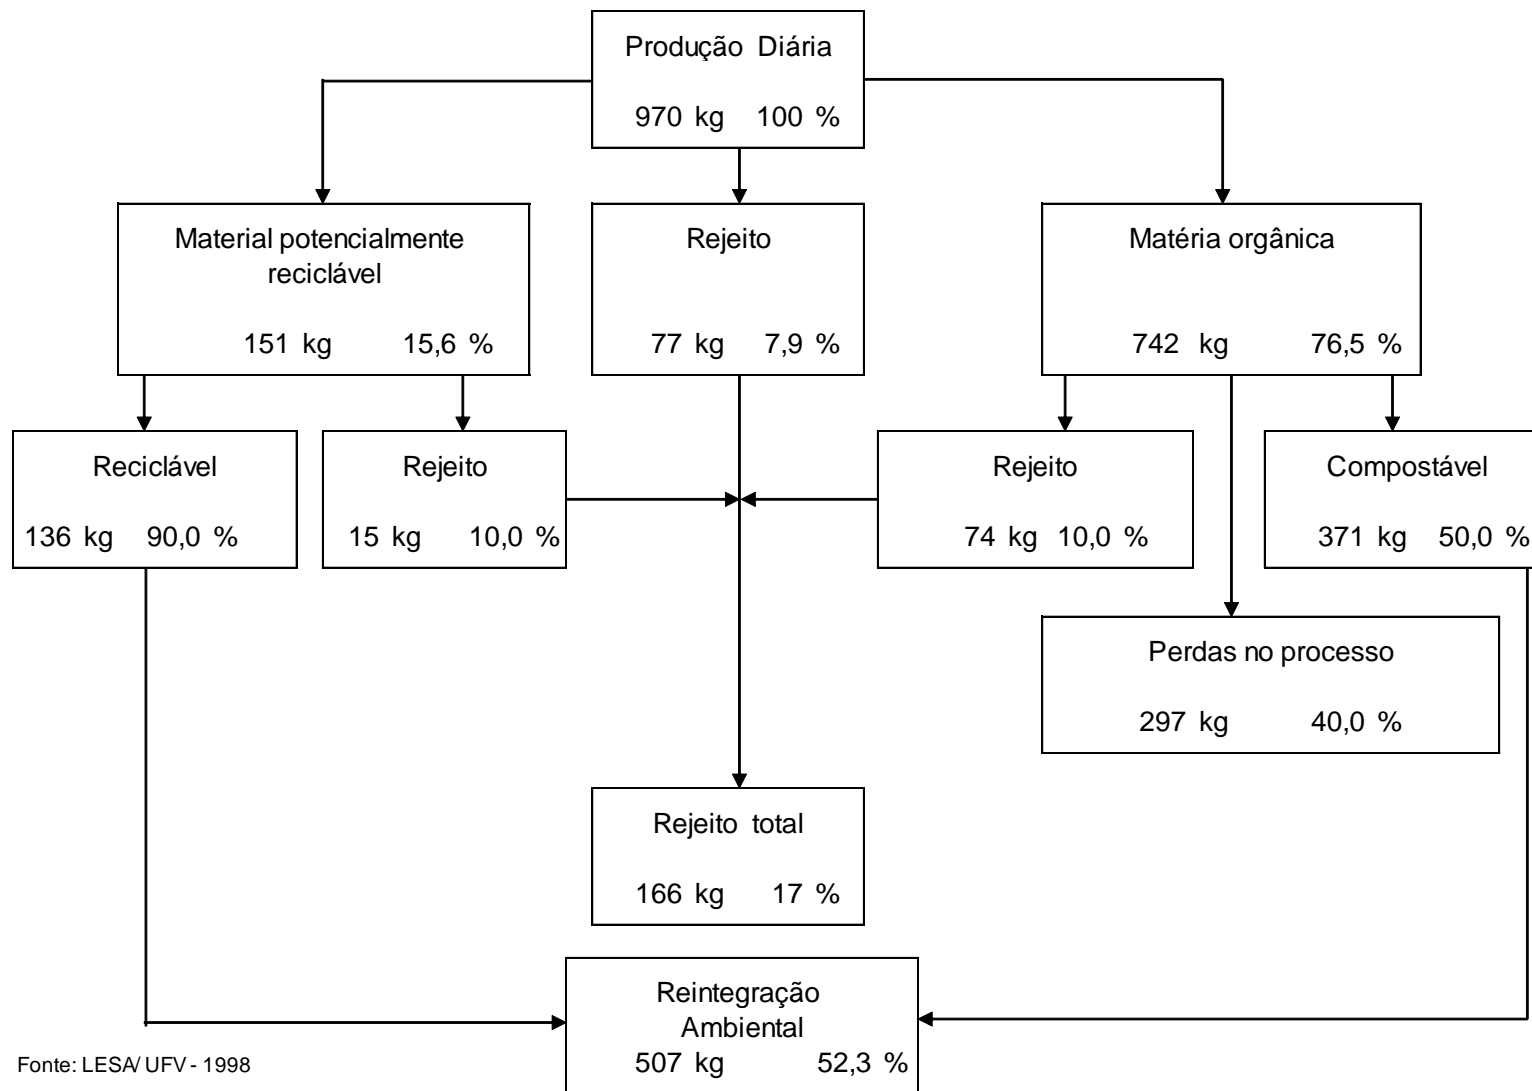 Produção Diária
970 kg 100 %
Material potencialmente
reciclável
151 kg 15,6 %
Rejeito
77 kg 7,9 %
Matéria orgânica
742 kg 76,5 %
Reciclável
136 kg 90,0 %
Rejeito
15 kg 10,0 %
Rejeito
74 kg 10,0 %
Compostável
371 kg 50,0 %
Perdas no processo
297 kg 40,0 %
Rejeito total
166 kg 17 %
Reintegração
Ambiental
507 kg 52,3 %
Fonte: LESA/ UFV - 1998